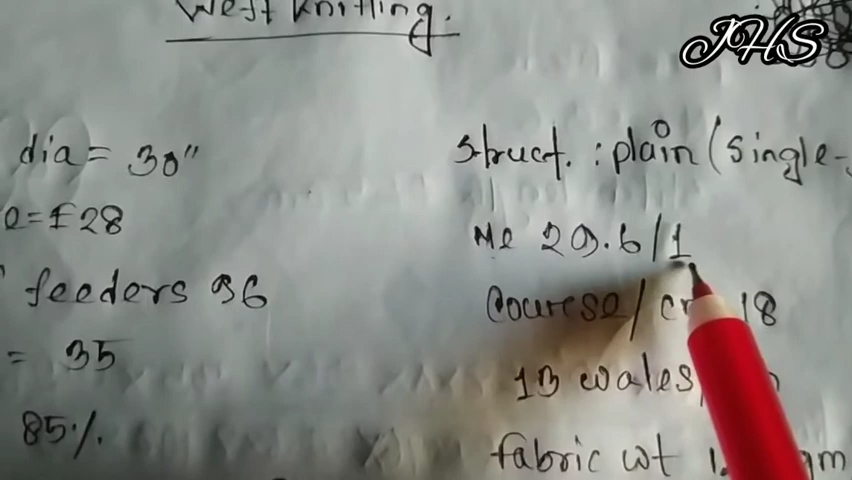 Weft Knitting.
JHS
dia = 30"
e = E28
feeders 96
= 35
85%
Struct. : plain (single-
Ne 29.6/1
Course/ 18
13 wales
fabric wt